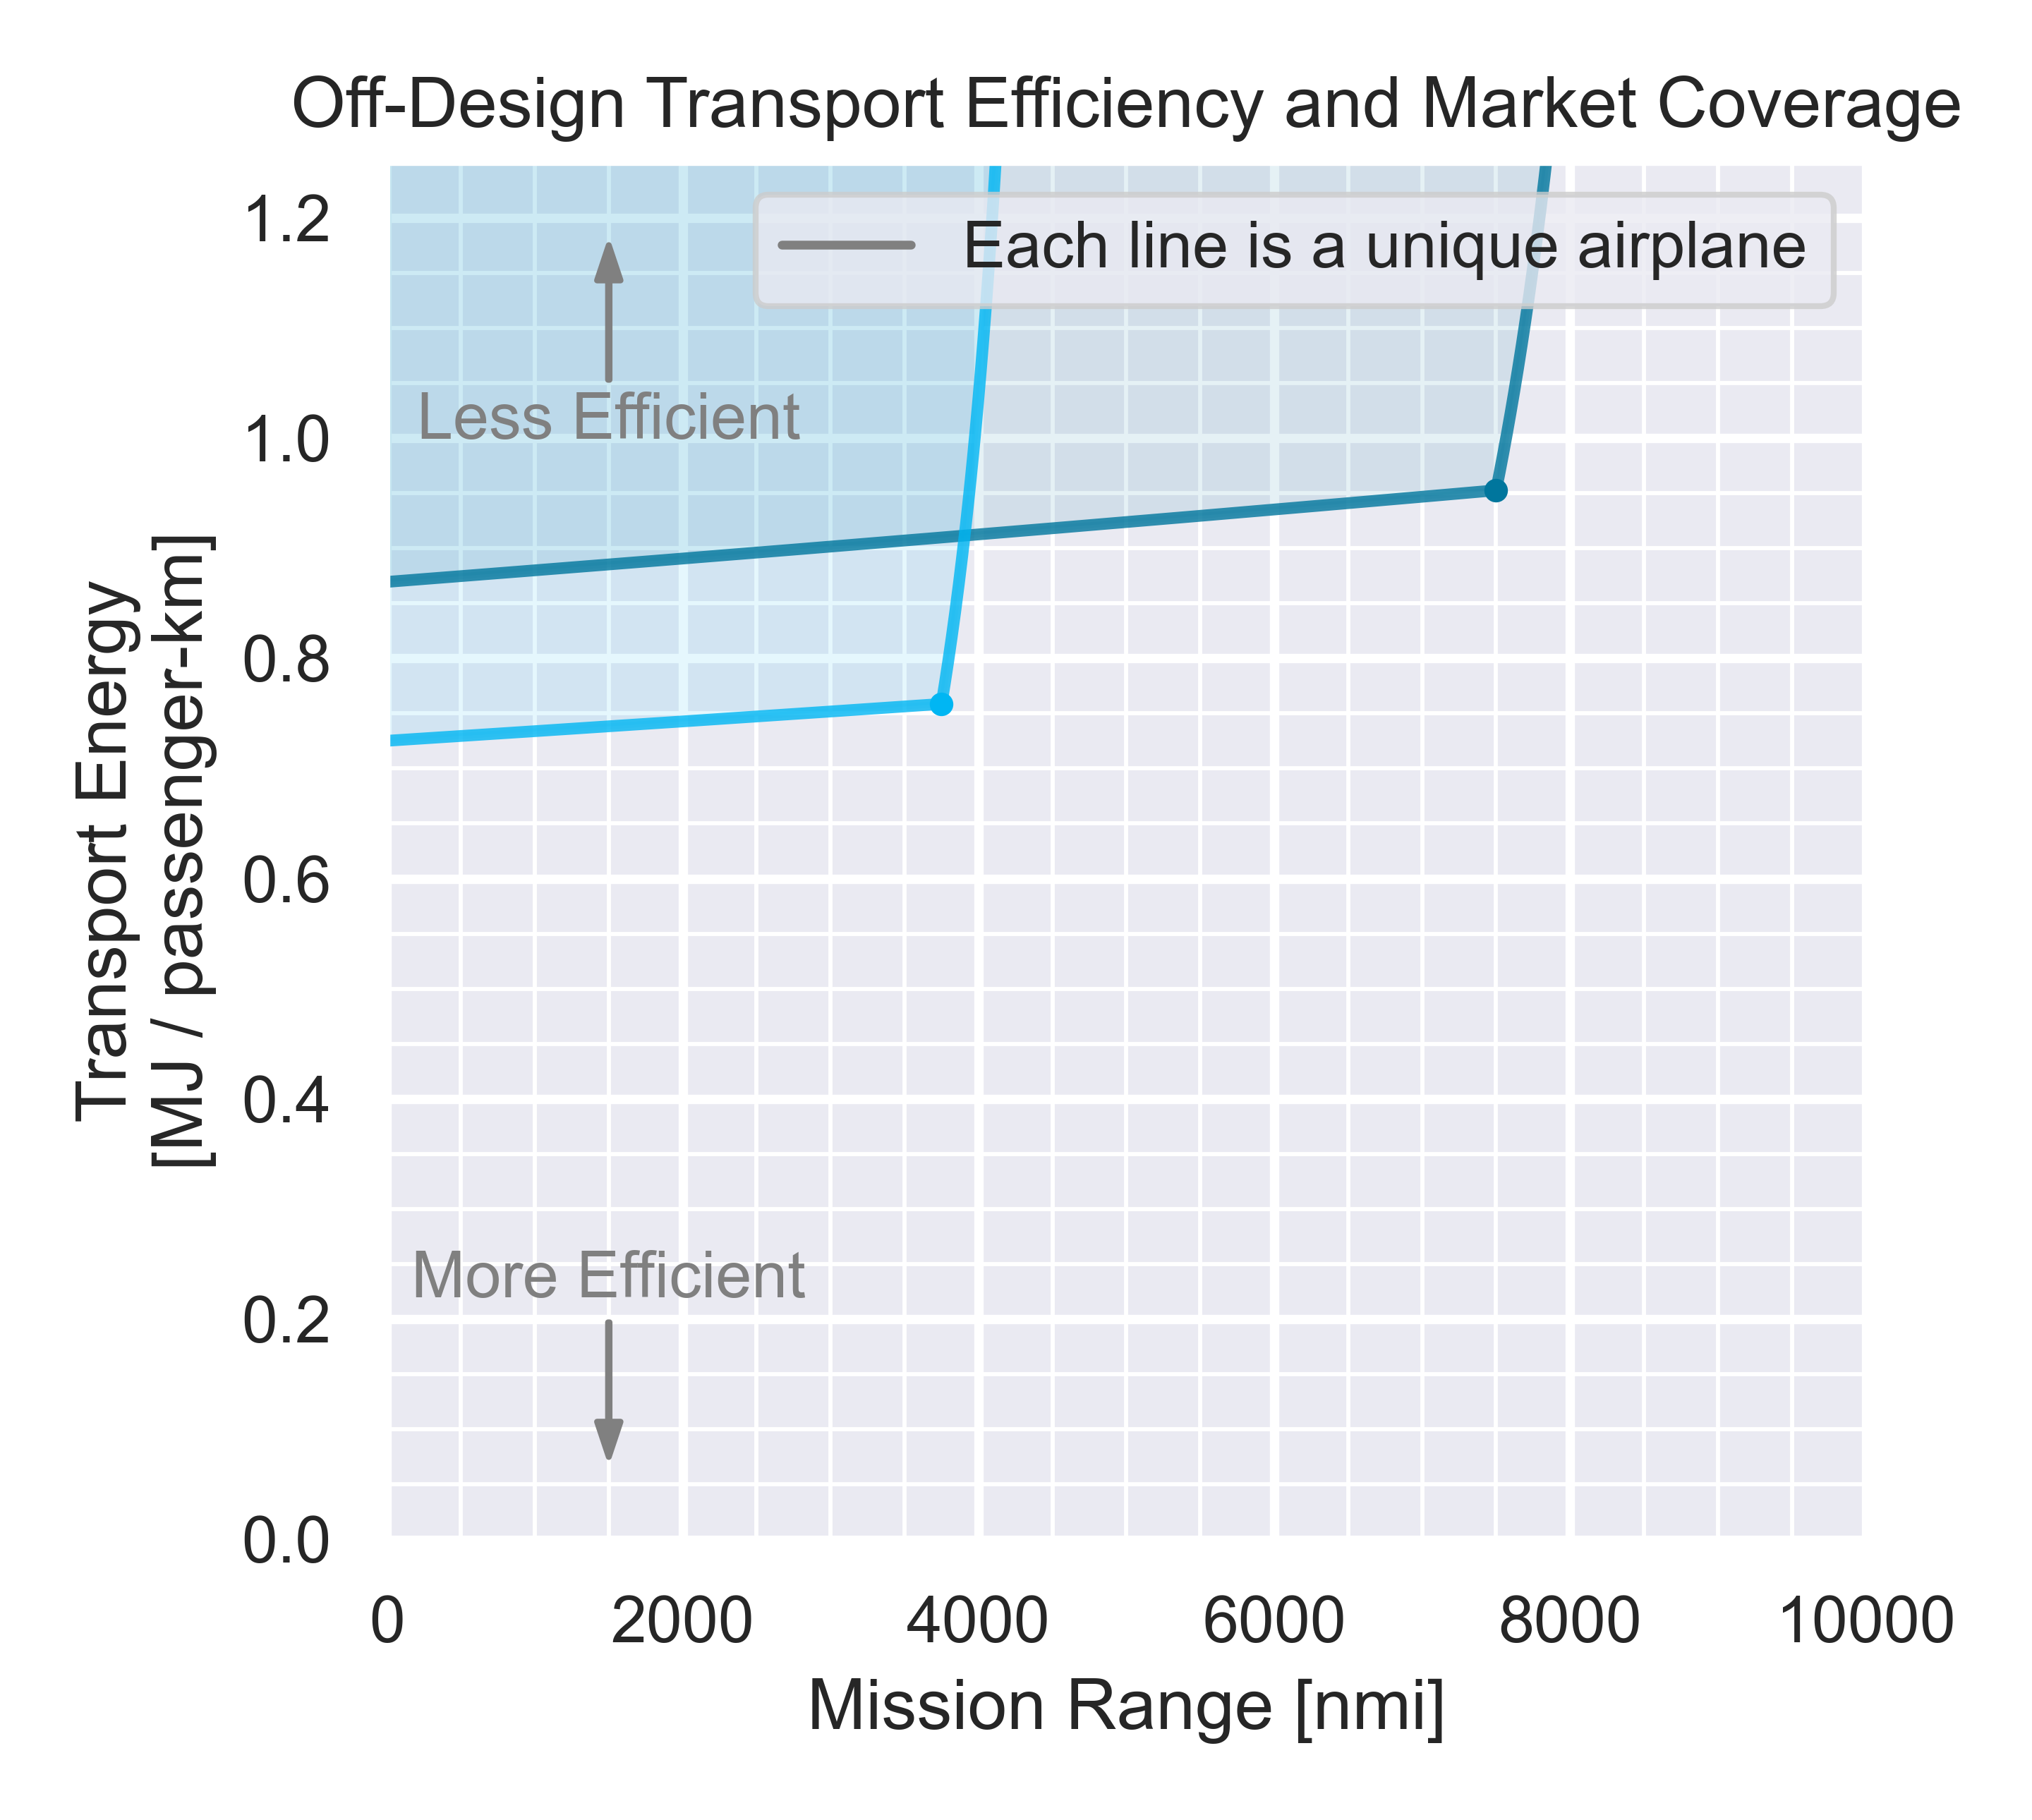 Off-Design Transport Efficiency and Market Coverage
Each line is a unique airplane
1.2
1.0
0.8
0.6
0.4
0.2
0.0
Less Efficient
More Efficient
Transport Energy
[MJ / passenger-km]
0 2000 4000 6000 8000 10000
Mission Range [nmi]